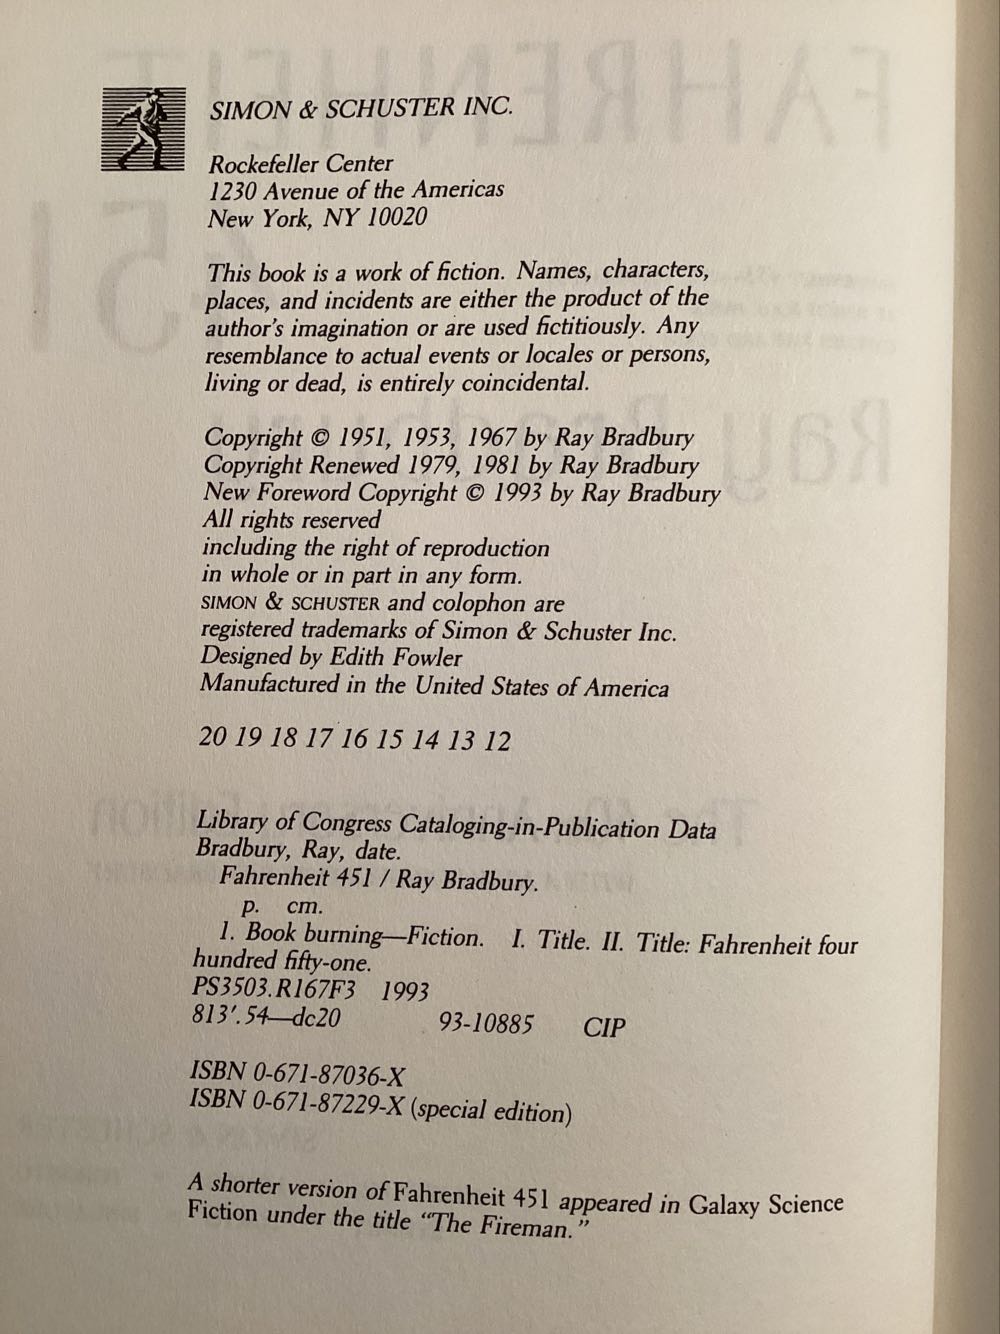 SIMON & SCHUSTER INC.
Rockefeller Center
1230 Avenue of the Americas
New York, NY 10020
This book is a work of fiction. Names, characters,
places, and incidents are either the product of the
author's imagination or are used fictitiously. Any
resemblance to actual events or locales or persons,
living or dead, is entirely coincidental.
Copyright © 1951, 1953, 1967 by Ray Bradbury
Copyright Renewed 1979, 1981 by Ray Bradbury
New Foreword Copyright © 1993 by Ray Bradbury
All rights reserved
including the right of reproduction
in whole or in part in any form.
SIMON & SCHUSTER and colophon are
registered trademarks of Simon & Schuster Inc.
Designed by Edith Fowler
Manufactured in the United States of America
20 19 18 17 16 15 14 13 12
Library of Congress Cataloging-in-Publication Data
Bradbury, Ray, date.
Fahrenheit 451 / Ray Bradbury.
p. cm.
1. Book burning—Fiction. I. Title. II. Title: Fahrenheit four
hundred fifty-one.
PS3503.R167F3 1993
813'.54—dc20 93-10885 CIP
ISBN 0-671-87036-X
ISBN 0-671-87229-X (special edition)
A shorter version of Fahrenheit 451 appeared in Galaxy Science
Fiction under the title "The Fireman."